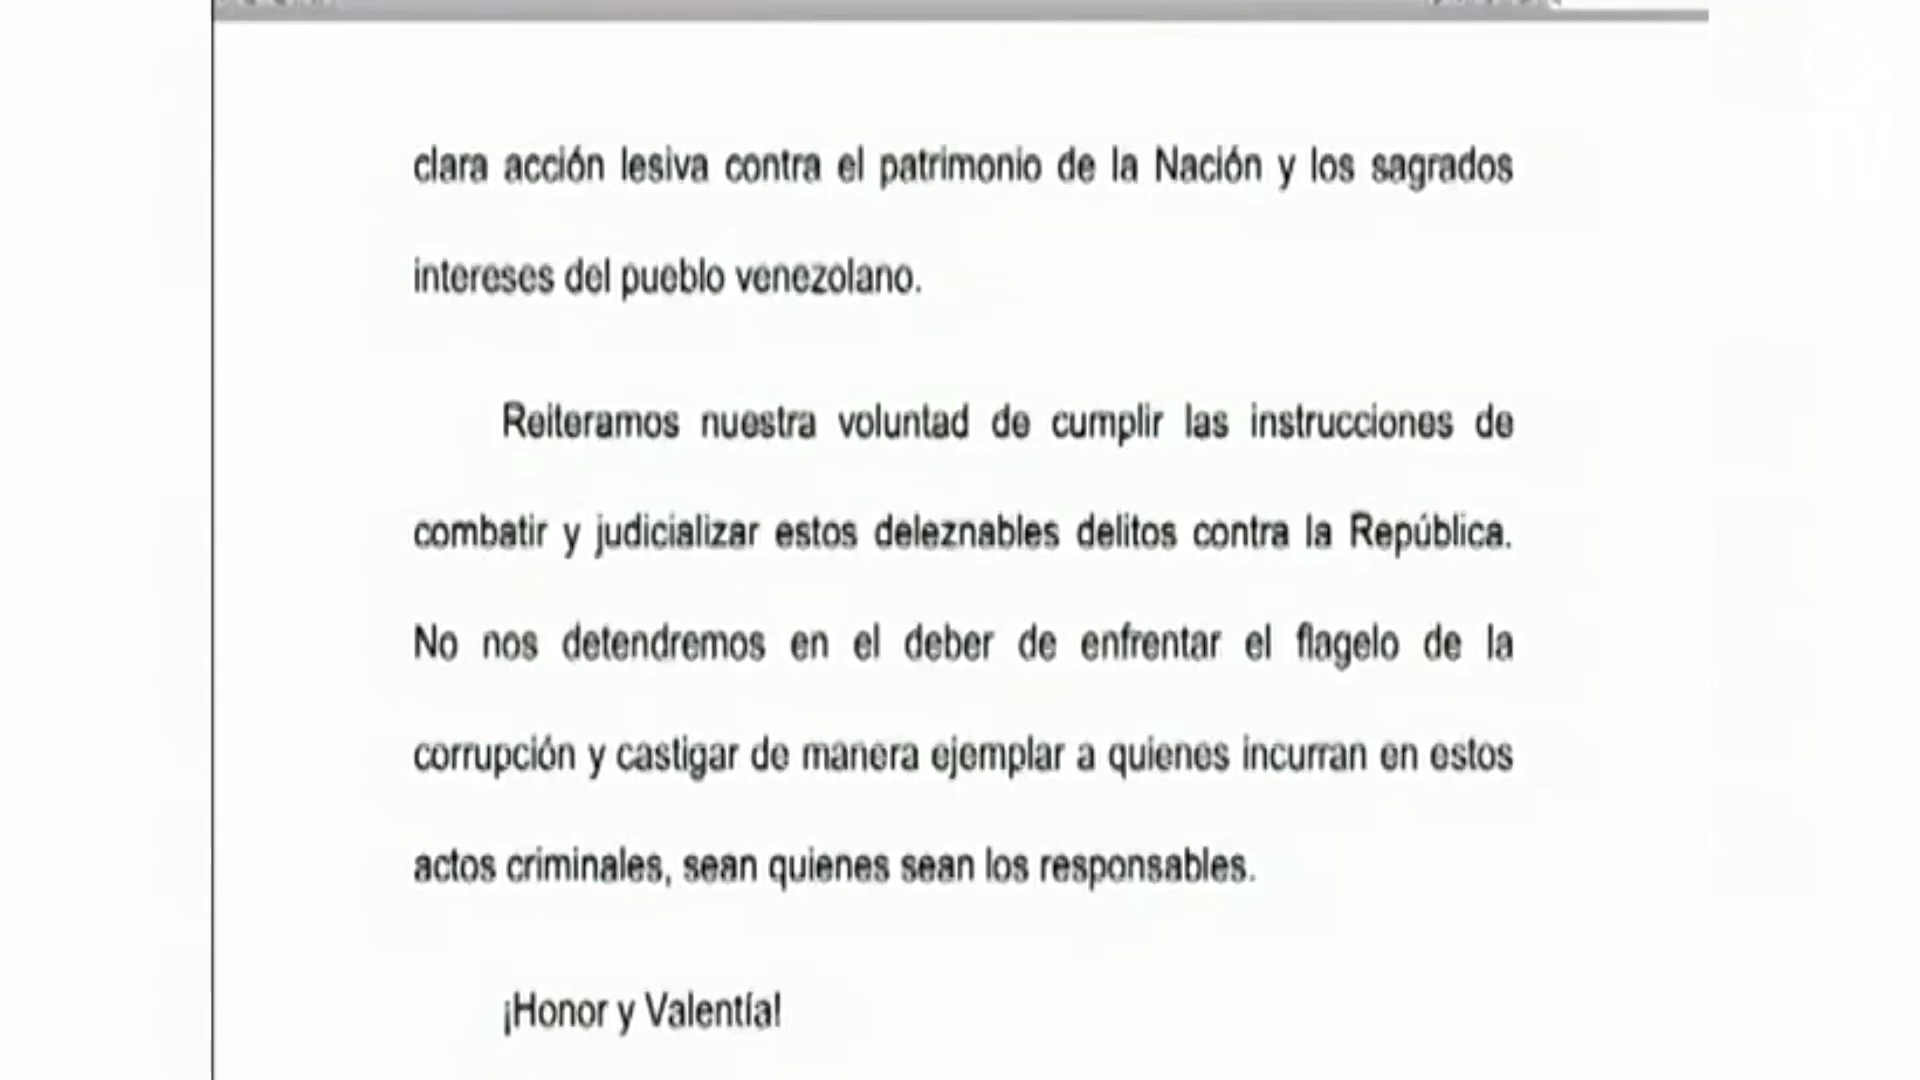 clara acción lesiva contra el patrimonio de la Nación y los sagrados
intereses del pueblo venezolano.
Reiteramos nuestra voluntad de cumplir las instrucciones de
combatir y judicializar estos deleznables delitos contra la República.
No nos detendremos en el deber de enfrentar el flagelo de la
corrupción y castigar de manera ejemplar a quienes incurran en estos
actos criminales, sean quienes sean los responsables.
¡Honor y Valentía!
TV